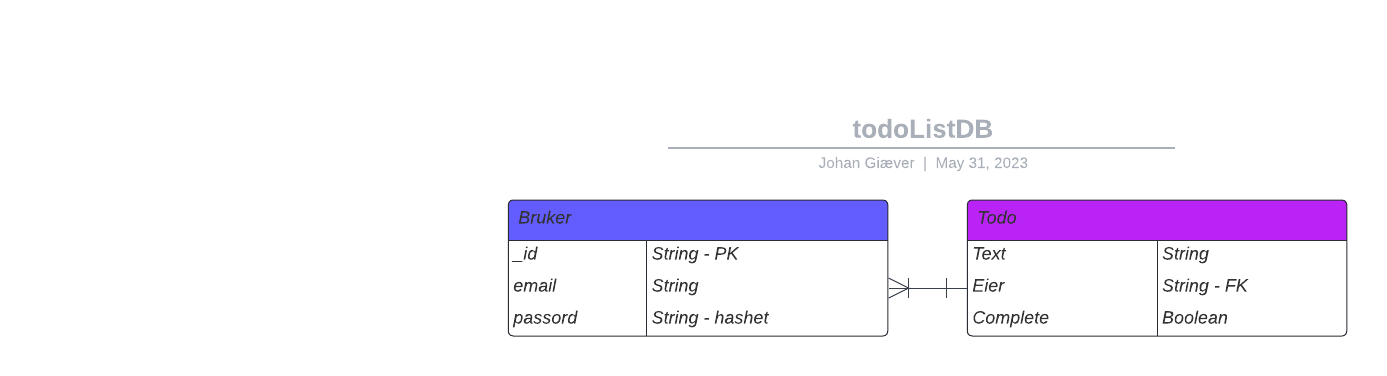 todoListDB
Johan Giæver | May 31, 2023
Bruker
_id String - PK
email String
passord String - hashet
Todo
Text String
Eier String - FK
Complete Boolean